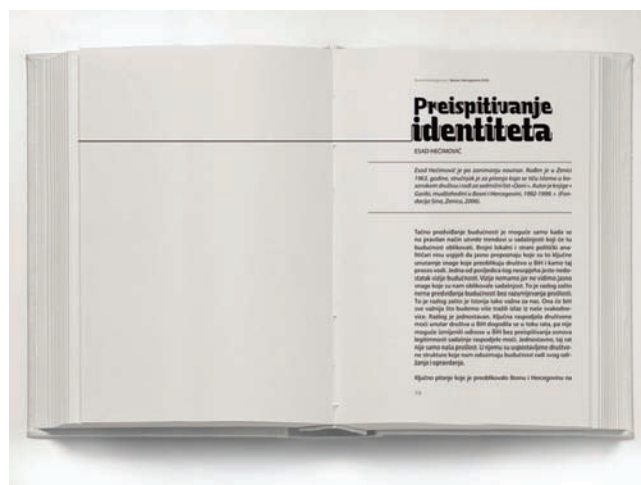 Preispitivanje
identiteta
ESAD HEĆIMOVIĆ
Esad Hećimović je po zanimanju novinar. Rođen je u Zenici
1963. godine, stručnjak je za pitanja koja se tiču islama u bo-
sanskom društvu i radi za sedmični list »Dani«. Autor je knjige »
Garibi, mudžahedini u Bosni i Hercegovini, 1992-1999. « (Fon-
dacija Sina, Zenica, 2006).
Tačno predviđanje budućnosti je moguće samo kada se
na pravilan način utvrde trendovi u sadašnjosti koji će tu
budućnost oblikovati. Brojni lokalni i strani politički ana-
litičari nisu uspjeli da jasno prepoznaju koje su to ključne
unutarnje snage koje preoblikuju društvo u BiH i kamo taj
proces vodi. Jedna od posljedica tog neuspjeha jeste nedo-
statak vizije budućnosti. Vizije nemamo jer ne vidimo jasno
snage koje su nam oblikovale sadašnjost. To je razlog zašto
nema predviđanja budućnosti bez razumijevanja prošlosti.
To je razlog zašto je istorija tako važna za nas. Ona će biti
sve važnija što budemo više tražili izlaz iz naše svakodne-
vice. Razlog je jednostavan. Ključna raspodjela društvene
moći unutar društva u BiH dogodila se u toku rata, pa nije
moguće izmijeniti odnose u BiH bez preispitivanja osnova
legitimnosti sadašnje raspodjele moći. Jednostavno, taj rat
nije samo naša prošlost. U njemu su uspostavljene društve-
ne strukture koje nam oduzimaju budućnost radi svog odr-
žanja i opravdanja.
Ključno pitanje koje je preoblikovalo Bosnu i Hercegovinu na